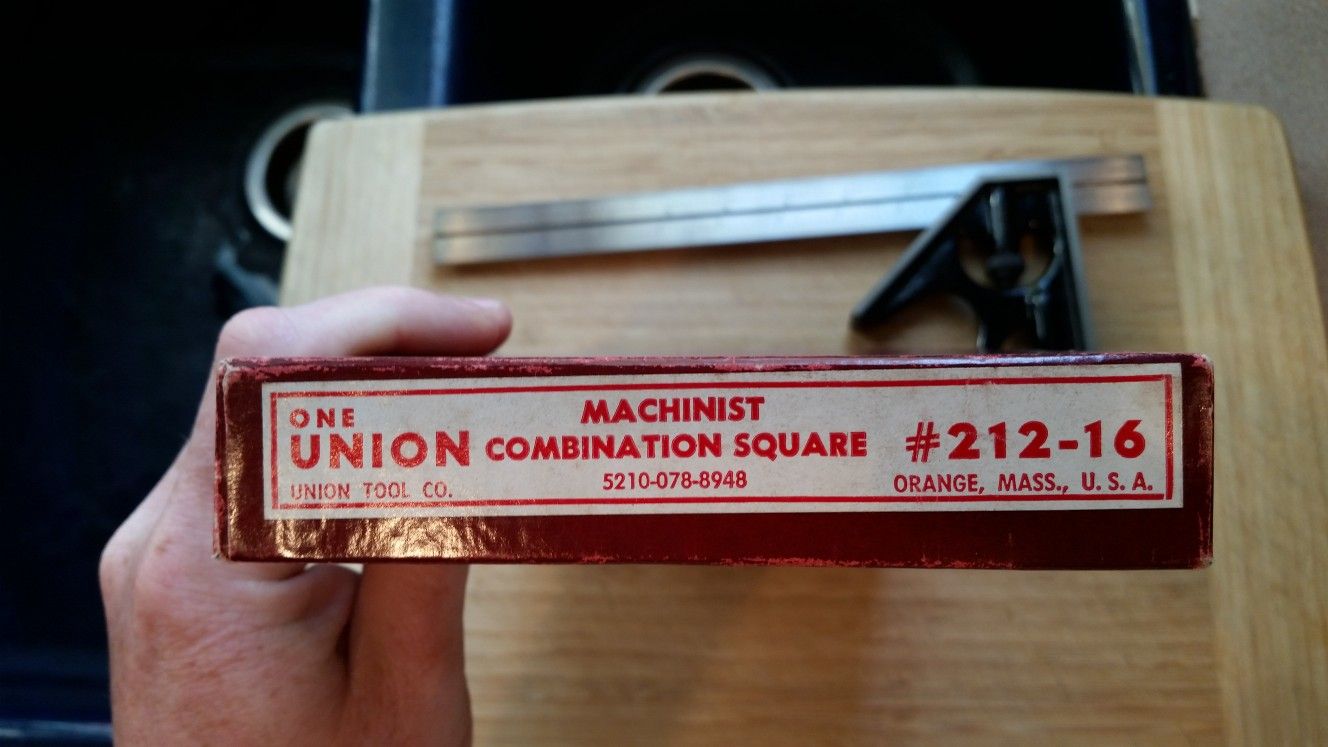 ONE
UNION
UNION TOOL CO.
MACHINIST
COMBINATION SQUARE
5210-078-8948
#212-16
ORANGE, MASS., U.S.A.